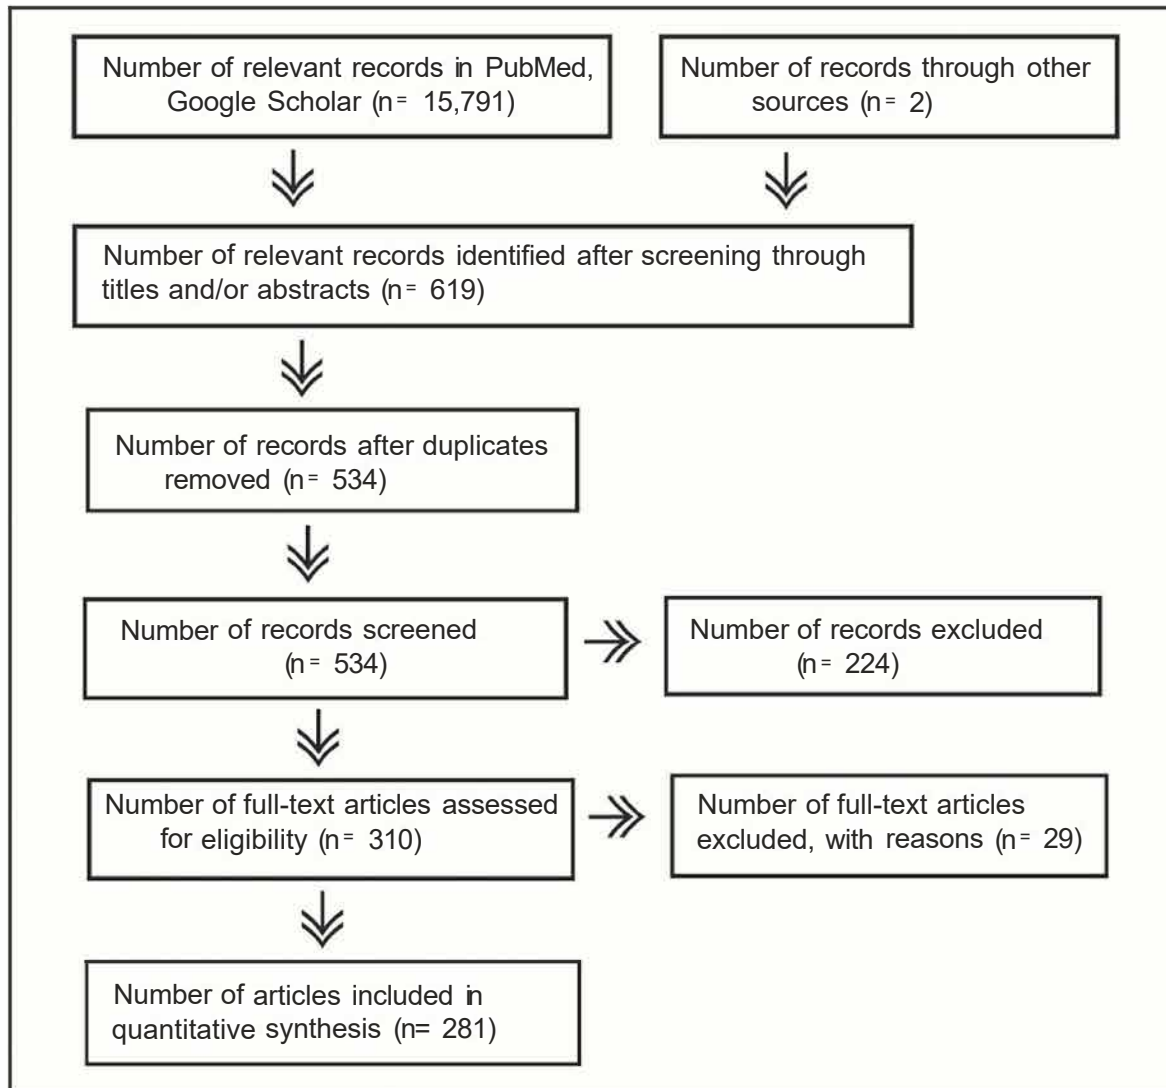 Number of relevant records in PubMed,
Google Scholar (n= 15,791)
Number of records through other
sources (n= 2)
Number of relevant records identified after screening through
titles and/or abstracts (n= 619)
Number of records after duplicates
removed (n= 534)
Number of records screened
(n= 534)
Number of records excluded
(n= 224)
Number of full-text articles assessed
for eligibility (n= 310)
Number of full-text articles
excluded, with reasons (n= 29)
Number of articles included in
quantitative synthesis (n= 281)